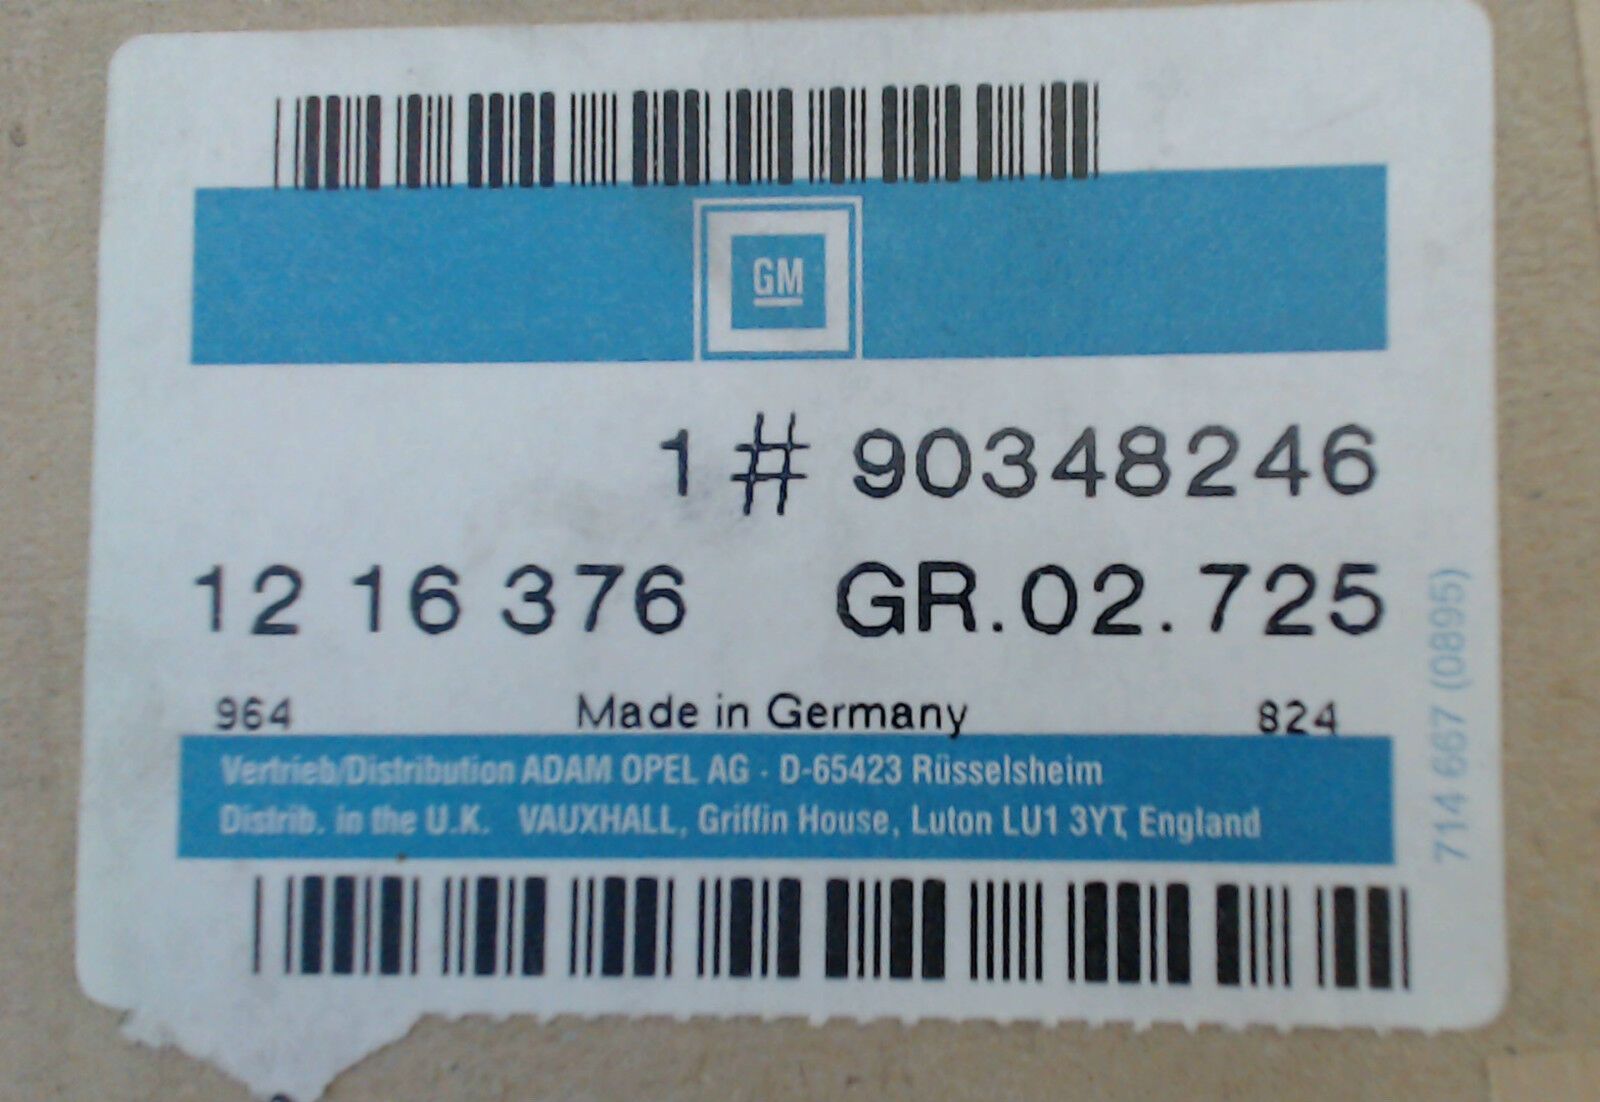 GM
1 # 90348246
12 16 376 GR.02.725
964 Made in Germany 824
Vertrieb/Distribution ADAM OPEL AG · D-65423 Rüsselsheim
Distrib. in the U.K. VAUXHALL, Griffin House, Luton LU1 3YT, England
714 667 (0895)